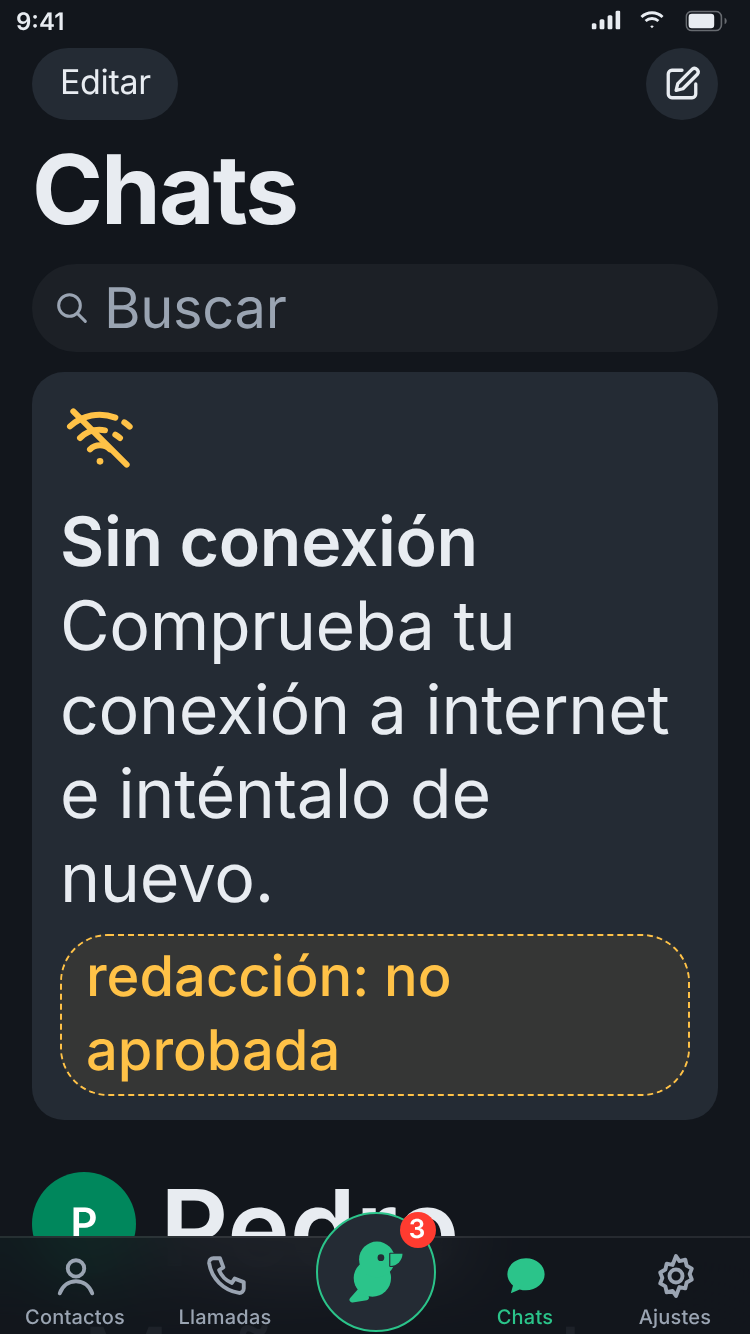 9:41
Editar
Chats
Buscar
Sin conexión
Comprueba tu
conexión a internet
e inténtalo de
nuevo.
redacción: no
aprobada
P
Pedro
3
Contactos
Llamadas
Chats
Ajustes